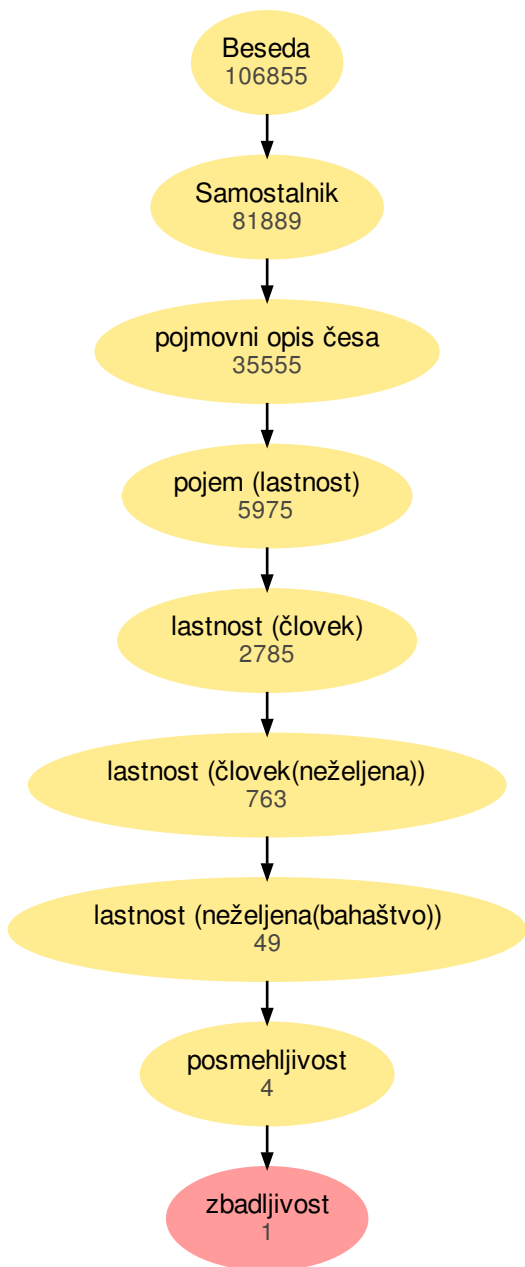 Beseda
106855
Samostalnik
81889
pojmovni opis česa
35555
pojem (lastnost)
5975
lastnost (človek)
2785
lastnost (človek(neželjena))
763
lastnost (neželjena(bahaštvo))
49
posmehljivost
4
zbadljivost
1